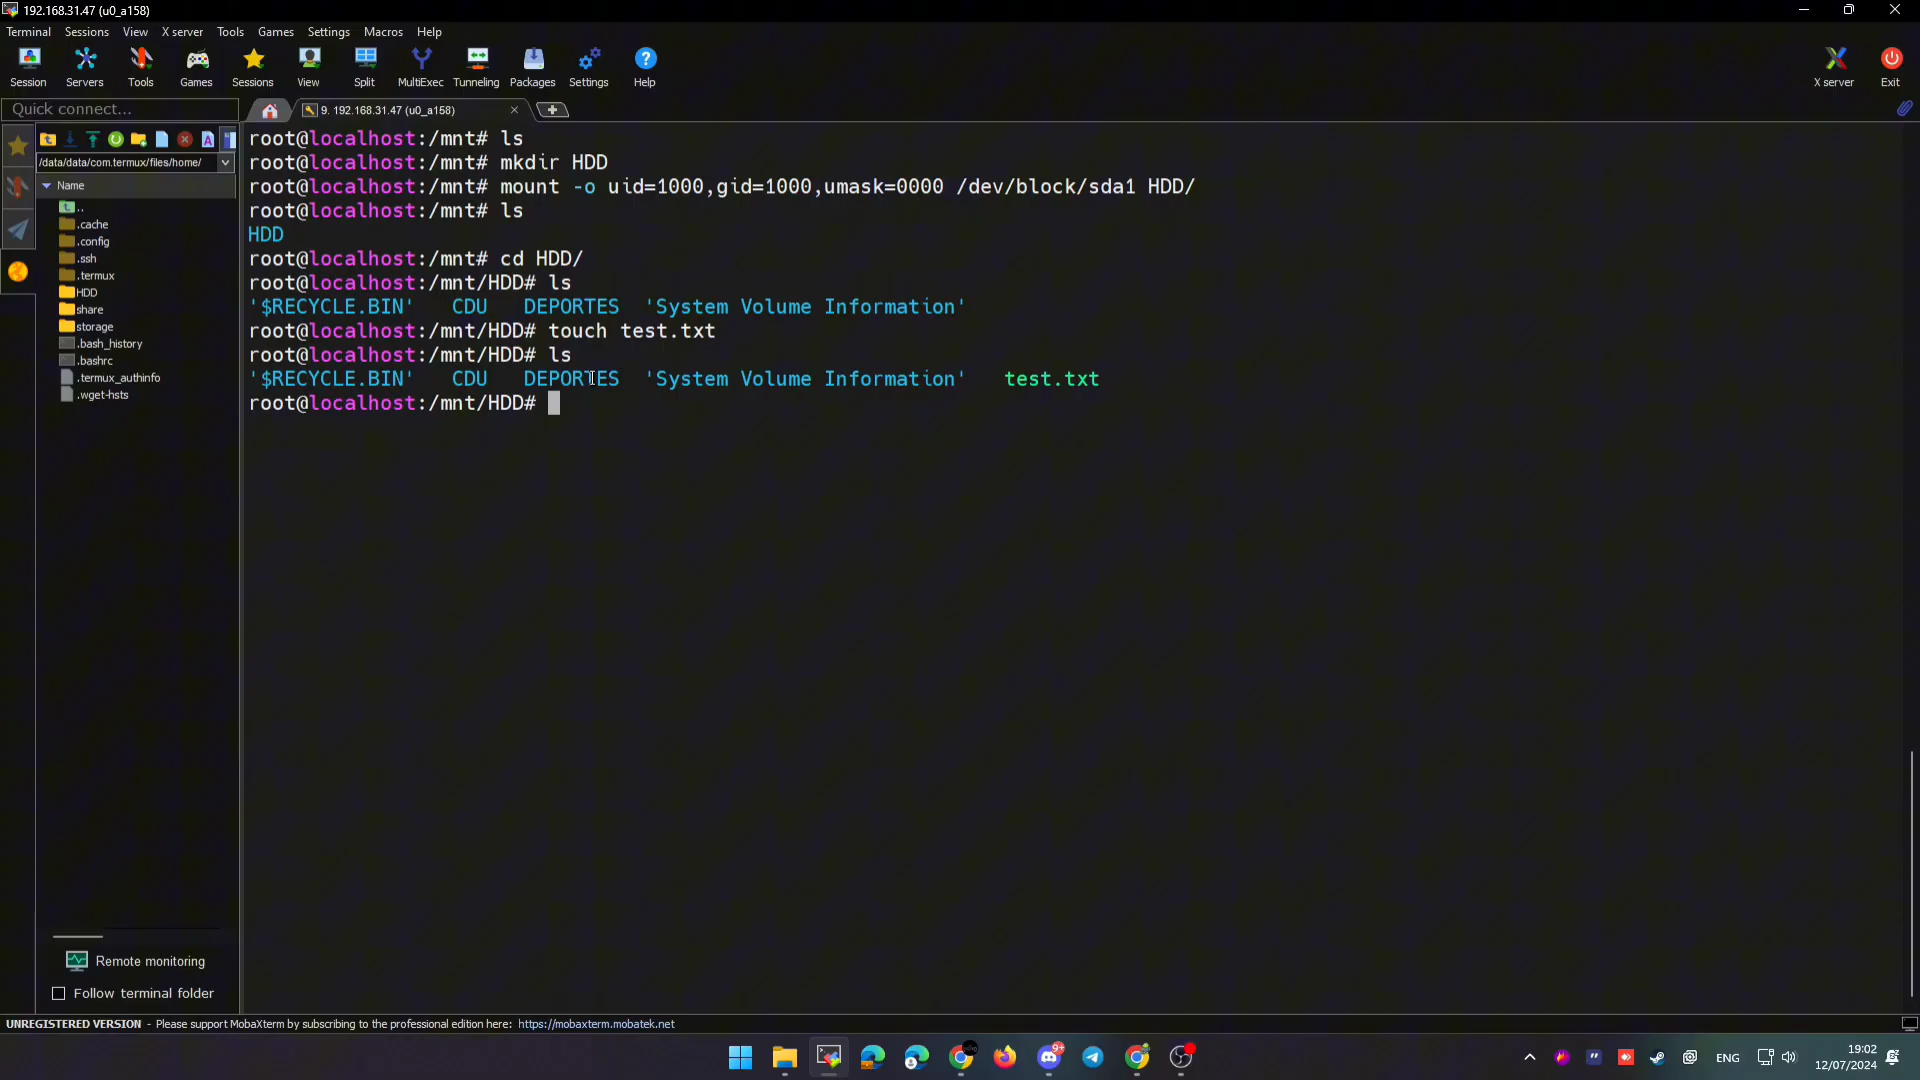 192.168.31.47 (u0_a158)
Terminal Sessions View X server Tools Games Settings Macros Help
Session Servers Tools Games Sessions View Split MultiExec Tunneling Packages Settings Help X server Exit
Quick connect...
9. 192.168.31.47 (u0_a158)
/data/data/com.termux/files/home/
Name
..
.cache
.config
.ssh
.termux
HDD
share
storage
.bash_history
.bashrc
.termux_authinfo
.wget-hsts
Remote monitoring
Follow terminal folder
root@localhost:/mnt# ls
root@localhost:/mnt# mkdir HDD
root@localhost:/mnt# mount -o uid=1000,gid=1000,umask=0000 /dev/block/sda1 HDD/
root@localhost:/mnt# ls
HDD
root@localhost:/mnt# cd HDD/
root@localhost:/mnt/HDD# ls
'$RECYCLE.BIN' CDU DEPORTES 'System Volume Information'
root@localhost:/mnt/HDD# touch test.txt
root@localhost:/mnt/HDD# ls
'$RECYCLE.BIN' CDU DEPORTES 'System Volume Information' test.txt
root@localhost:/mnt/HDD#
UNREGISTERED VERSION - Please support MobaXterm by subscribing to the professional edition here: https://mobaxterm.mobatek.net
9+
ENG
19:02
12/07/2024